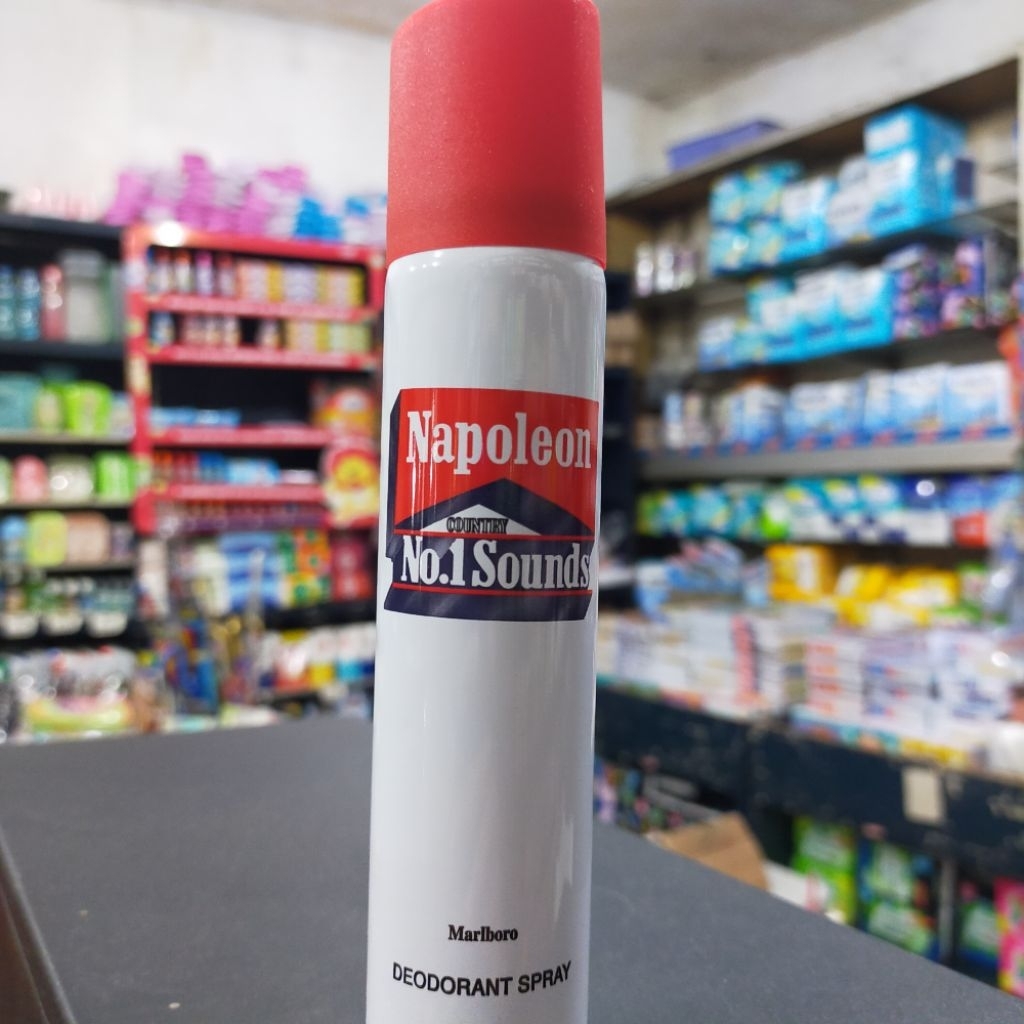 Napoleon
COUNTRY
No.1 Sounds
Marlboro
DEODORANT SPRAY